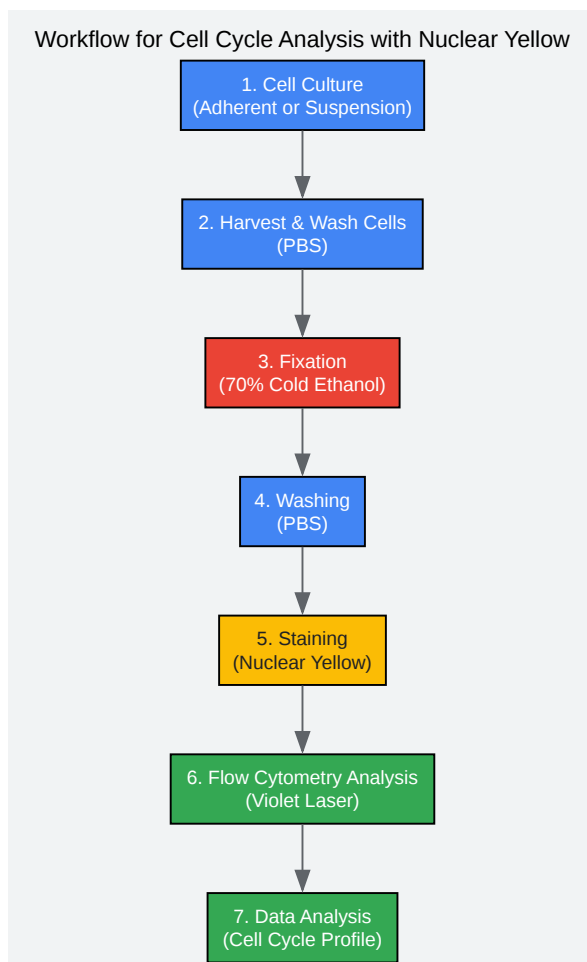 Workflow for Cell Cycle Analysis with Nuclear Yellow
1. Cell Culture
(Adherent or Suspension)
2. Harvest & Wash Cells
(PBS)
3. Fixation
(70% Cold Ethanol)
4. Washing
(PBS)
5. Staining
(Nuclear Yellow)
6. Flow Cytometry Analysis
(Violet Laser)
7. Data Analysis
(Cell Cycle Profile)